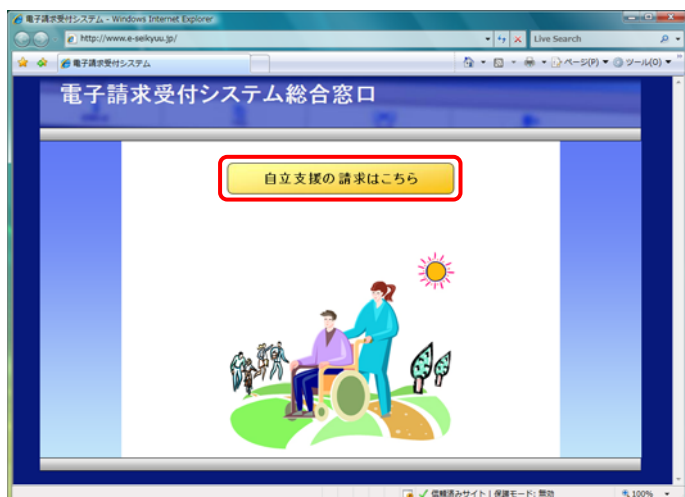 電子請求受付システム - Windows Internet Explorer
http://www.e-seikyuu.jp/
Live Search
電子請求受付システム
ページ(P)
ツール(O)
電子請求受付システム総合窓口
自立支援の請求はこちら
信頼済みサイト | 保護モード: 無効
100%